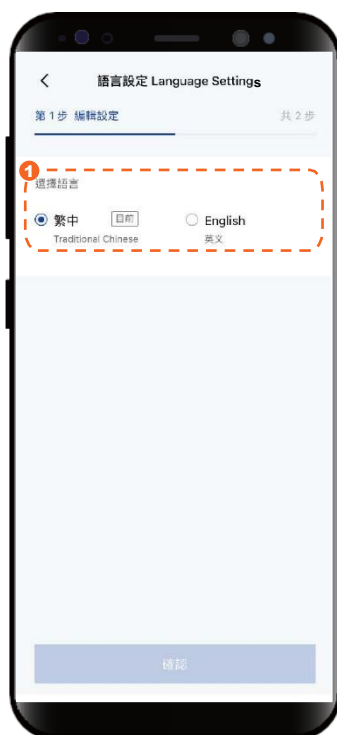 語言設定 Language Settings
第1步 編輯設定 共2步
1
選擇語言
繁中 目前 English
Traditional Chinese 英文
確認